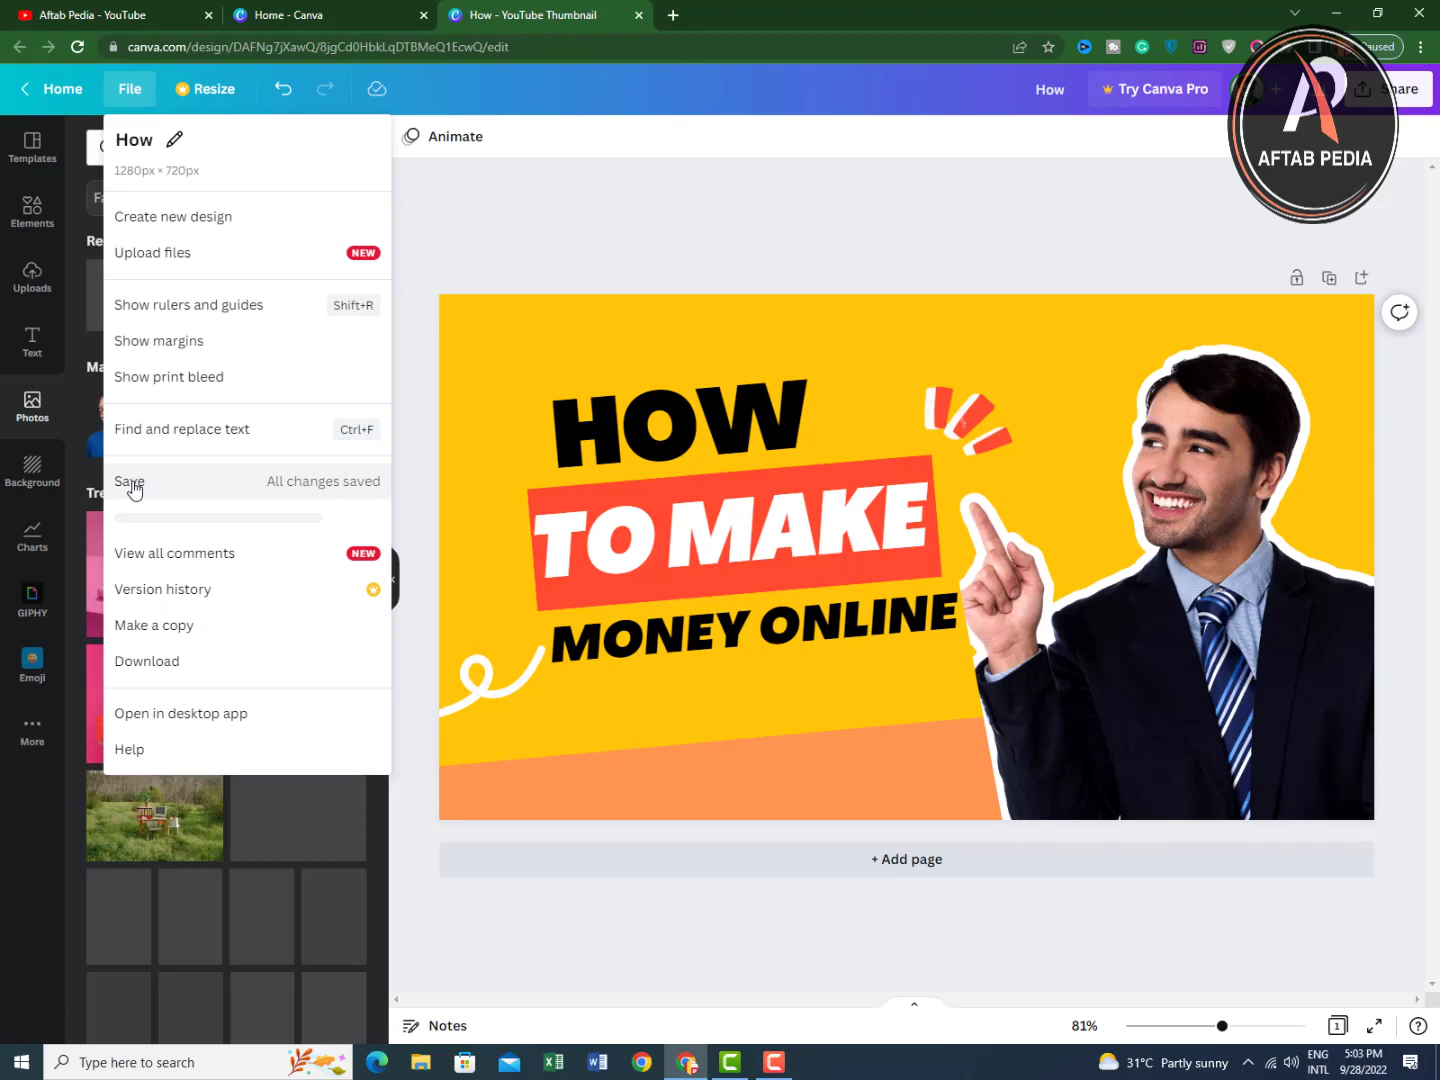 Aftab Pedia - YouTube
Home - Canva
How - YouTube Thumbnail
canva.com/design/DAFNg7jXawQ/8jgCd0HbkLqDTBMeQ1EcwQ/edit
Home
File
Resize
How
Try Canva Pro
Share
AFTAB PEDIA
Templates
Elements
Uploads
Text
Photos
Background
Charts
GIPHY
Emoji
More
How
1280px × 720px
Create new design
Upload files NEW
Show rulers and guides Shift+R
Show margins
Show print bleed
Find and replace text Ctrl+F
Save All changes saved
View all comments NEW
Version history
Make a copy
Download
Open in desktop app
Help
Animate
HOW
TO MAKE
MONEY ONLINE
+ Add page
Notes
81%
1
Type here to search
31°C Partly sunny
ENG
INTL
5:03 PM
9/28/2022